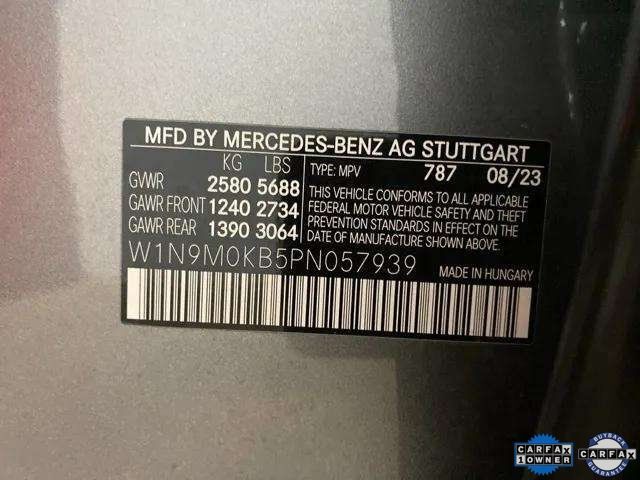 MFD BY MERCEDES-BENZ AG STUTTGART
KG LBS
GVWR 2580 5688
GAWR FRONT 1240 2734
GAWR REAR 1390 3064
TYPE: MPV 787 08/23
THIS VEHICLE CONFORMS TO ALL APPLICABLE
FEDERAL MOTOR VEHICLE SAFETY AND THEFT
PREVENTION STANDARDS IN EFFECT ON THE DATE
OF MANUFACTURE SHOWN ABOVE.
W1N9M0KB5PN057939 MADE IN HUNGARY
CARFAX
1 OWNER
BUYBACK
CARFAX
GUARANTEE